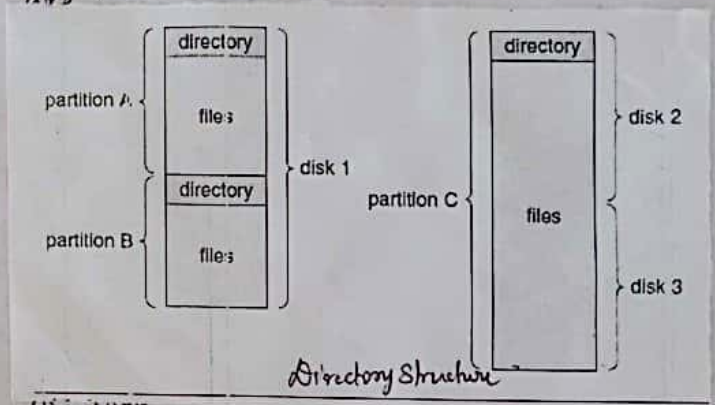 directory
partition A
files
disk 1
directory
partition B
files
directory
disk 2
partition C
files
disk 3
Directory Structure